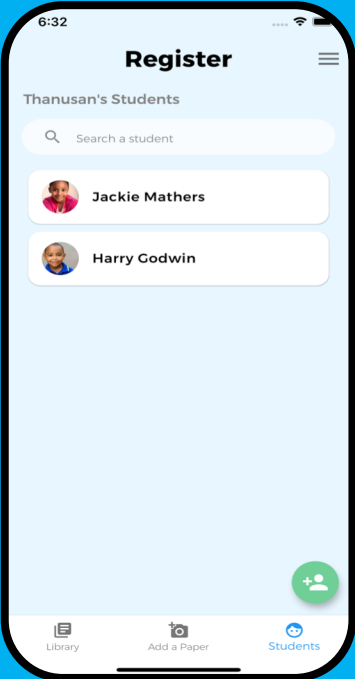 6:32
Register
Thanusan's Students
Search a student
Jackie Mathers
Harry Godwin
Library
Add a Paper
Students